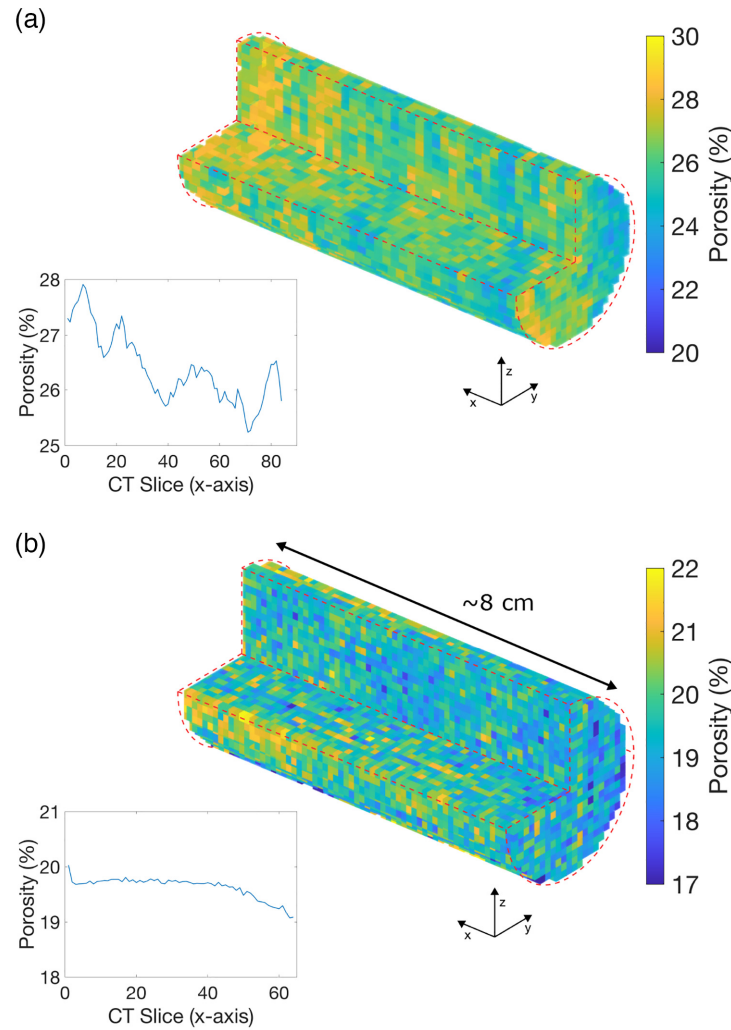 (a)
30
28
26
24
22
20
Porosity (%)
28
27
26
25
Porosity (%)
0 20 40 60 80
CT Slice (x-axis)
z
x
y
(b)
~8 cm
22
21
20
19
18
17
Porosity (%)
21
20
19
18
Porosity (%)
0 20 40 60
CT Slice (x-axis)
z
x
y